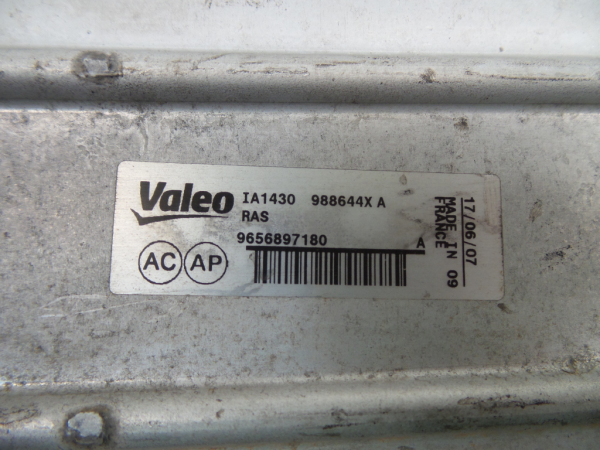 Valeo IA1430 988644X A
RAS
9656897180 A
AC AP
17/06/07
MADE IN 09
FRANCE